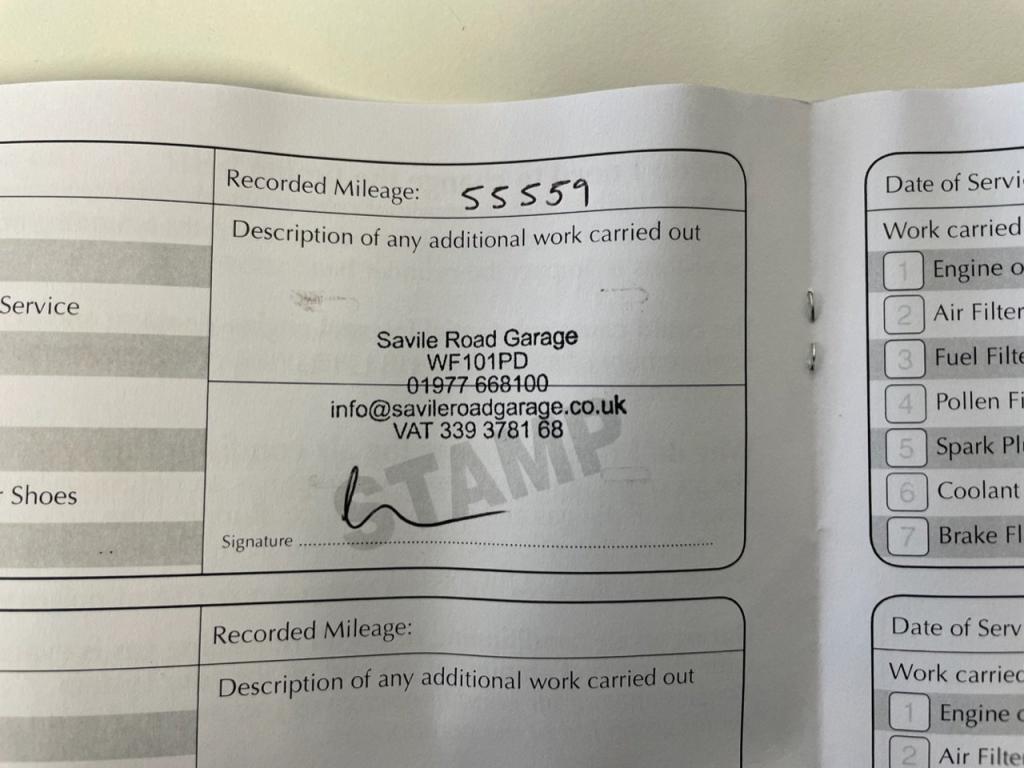 Service
r Shoes
Recorded Mileage: 55559
Description of any additional work carried out
Savile Road Garage
WF101PD
01977 668100
info@savileroadgarage.co.uk
VAT 339 3781 68
STAMP
Signature
Recorded Mileage:
Description of any additional work carried out
Date of Servi
Work carried
1 Engine o
2 Air Filter
3 Fuel Filte
4 Pollen Fi
5 Spark Plu
6 Coolant
7 Brake Fl
Date of Serv
Work carried
1 Engine o
2 Air Filte